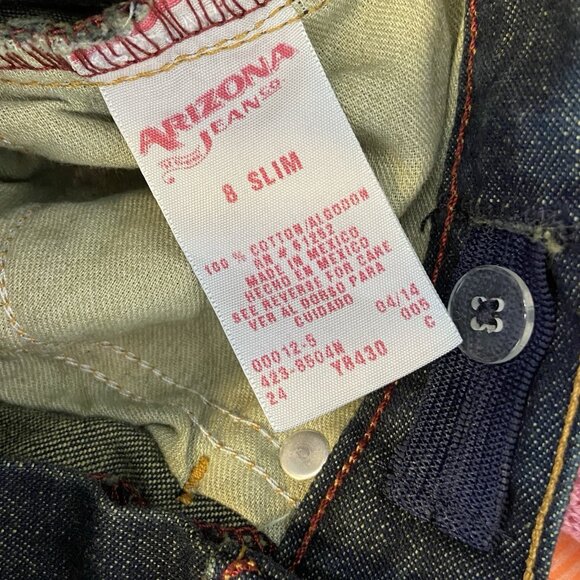 ARIZONA
JEAN CO
8 SLIM
100 % COTTON/ALGODON
RN # 61282
MADE IN MEXICO
HECHO EN MEXICO
SEE REVERSE FOR CARE
VER AL DORSO PARA
CUIDADO
04/14
00012-5 005
423-8504N C
24 Y8430